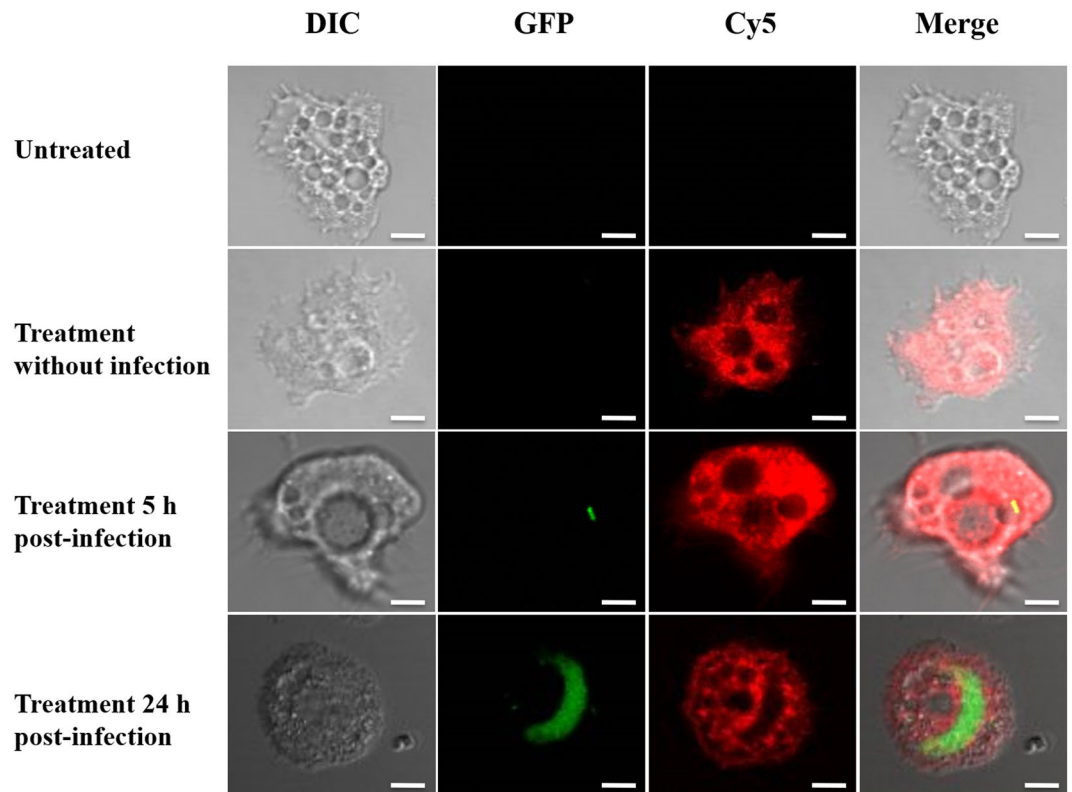 DIC GFP Cy5 Merge
Untreated
Treatment
without infection
Treatment 5 h
post-infection
Treatment 24 h
post-infection